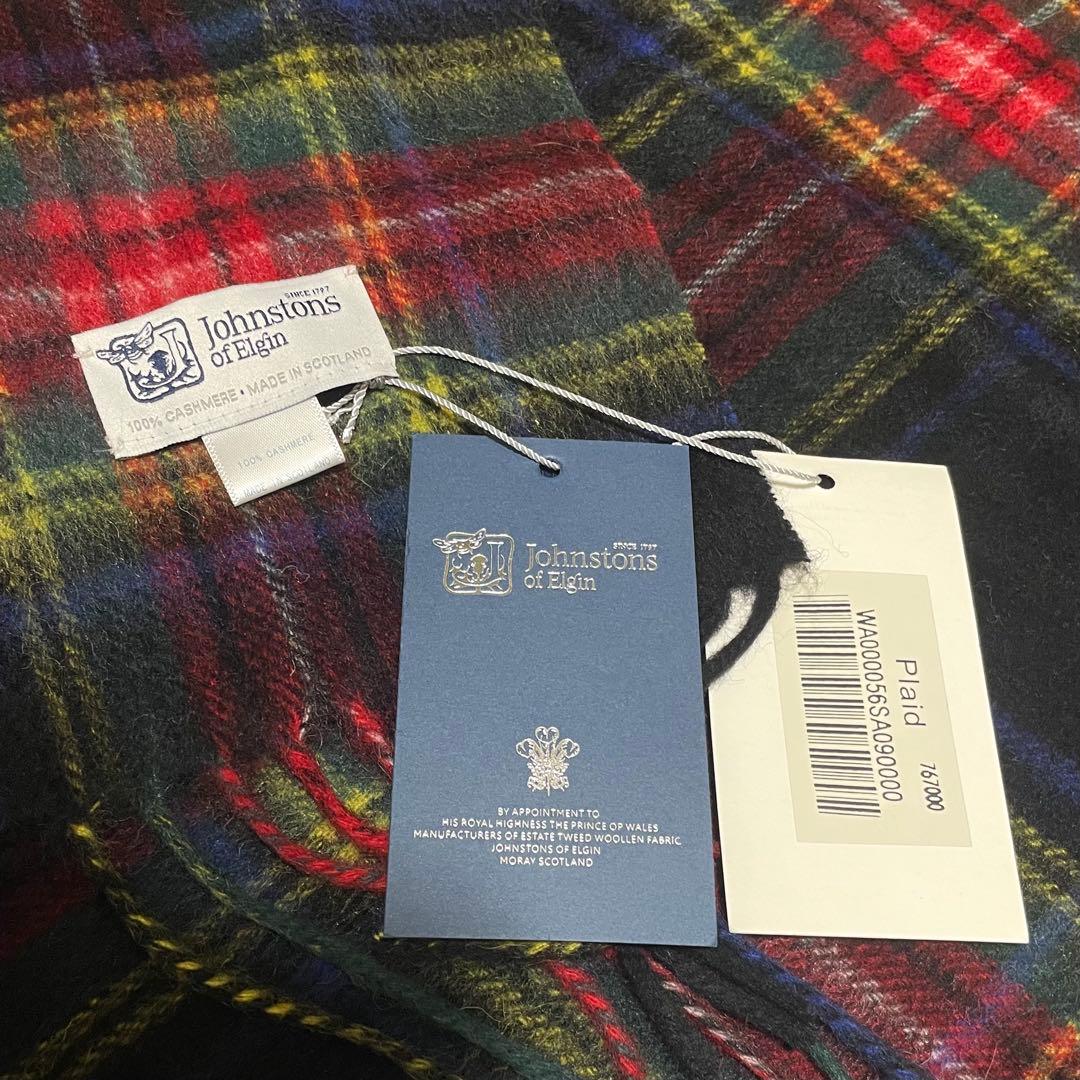 SINCE 1797
Johnstons
of Elgin
100% CASHMERE • MADE IN SCOTLAND
100% CASHMERE
SINCE 1797
Johnstons
of Elgin
BY APPOINTMENT TO
HIS ROYAL HIGHNESS THE PRINCE OF WALES
MANUFACTURERS OF ESTATE TWEED WOOLLEN FABRIC
JOHNSTONS OF ELGIN
MORAY SCOTLAND
Plaid
767000
WA000056SA090000